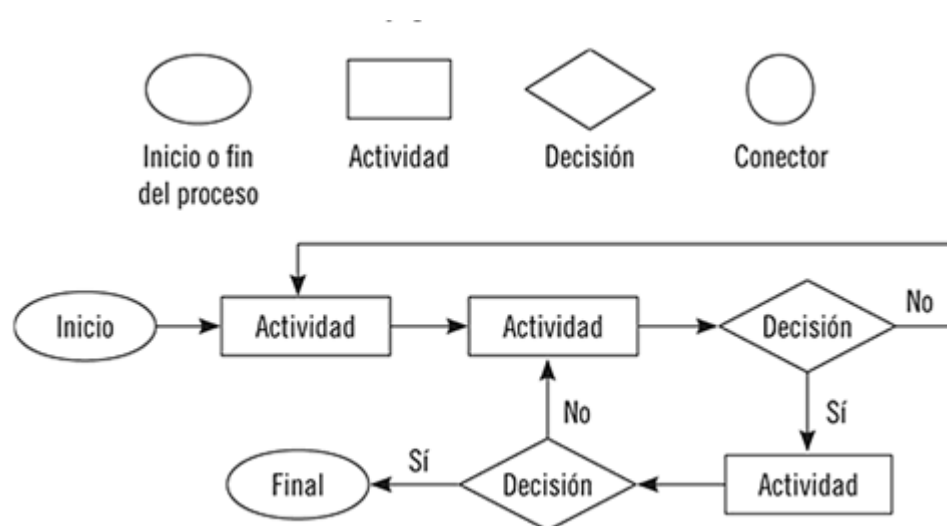 Inicio o fin
del proceso
Actividad
Decisión
Conector
Inicio
Actividad
Actividad
Decisión
No
Sí
No
Final
Sí
Decisión
Actividad